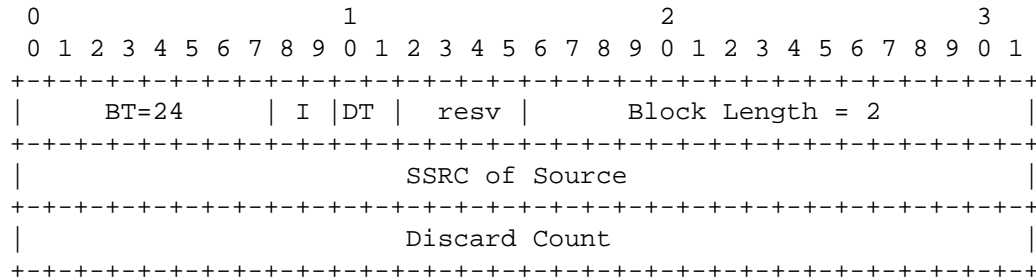 0                   1                   2                   3
 0 1 2 3 4 5 6 7 8 9 0 1 2 3 4 5 6 7 8 9 0 1 2 3 4 5 6 7 8 9 0 1
+-+-+-+-+-+-+-+-+-+-+-+-+-+-+-+-+-+-+-+-+-+-+-+-+-+-+-+-+-+-+-+-+
|     BT=24     | I |DT |  resv |      Block Length = 2         |
+-+-+-+-+-+-+-+-+-+-+-+-+-+-+-+-+-+-+-+-+-+-+-+-+-+-+-+-+-+-+-+-+
|                        SSRC of Source                         |
+-+-+-+-+-+-+-+-+-+-+-+-+-+-+-+-+-+-+-+-+-+-+-+-+-+-+-+-+-+-+-+-+
|                        Discard Count                          |
+-+-+-+-+-+-+-+-+-+-+-+-+-+-+-+-+-+-+-+-+-+-+-+-+-+-+-+-+-+-+-+-+